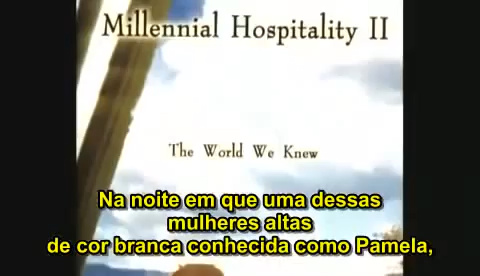 Millennial Hospitality II
The World We Knew
Na noite em que uma dessas
mulheres altas
de cor branca conhecida como Pamela,